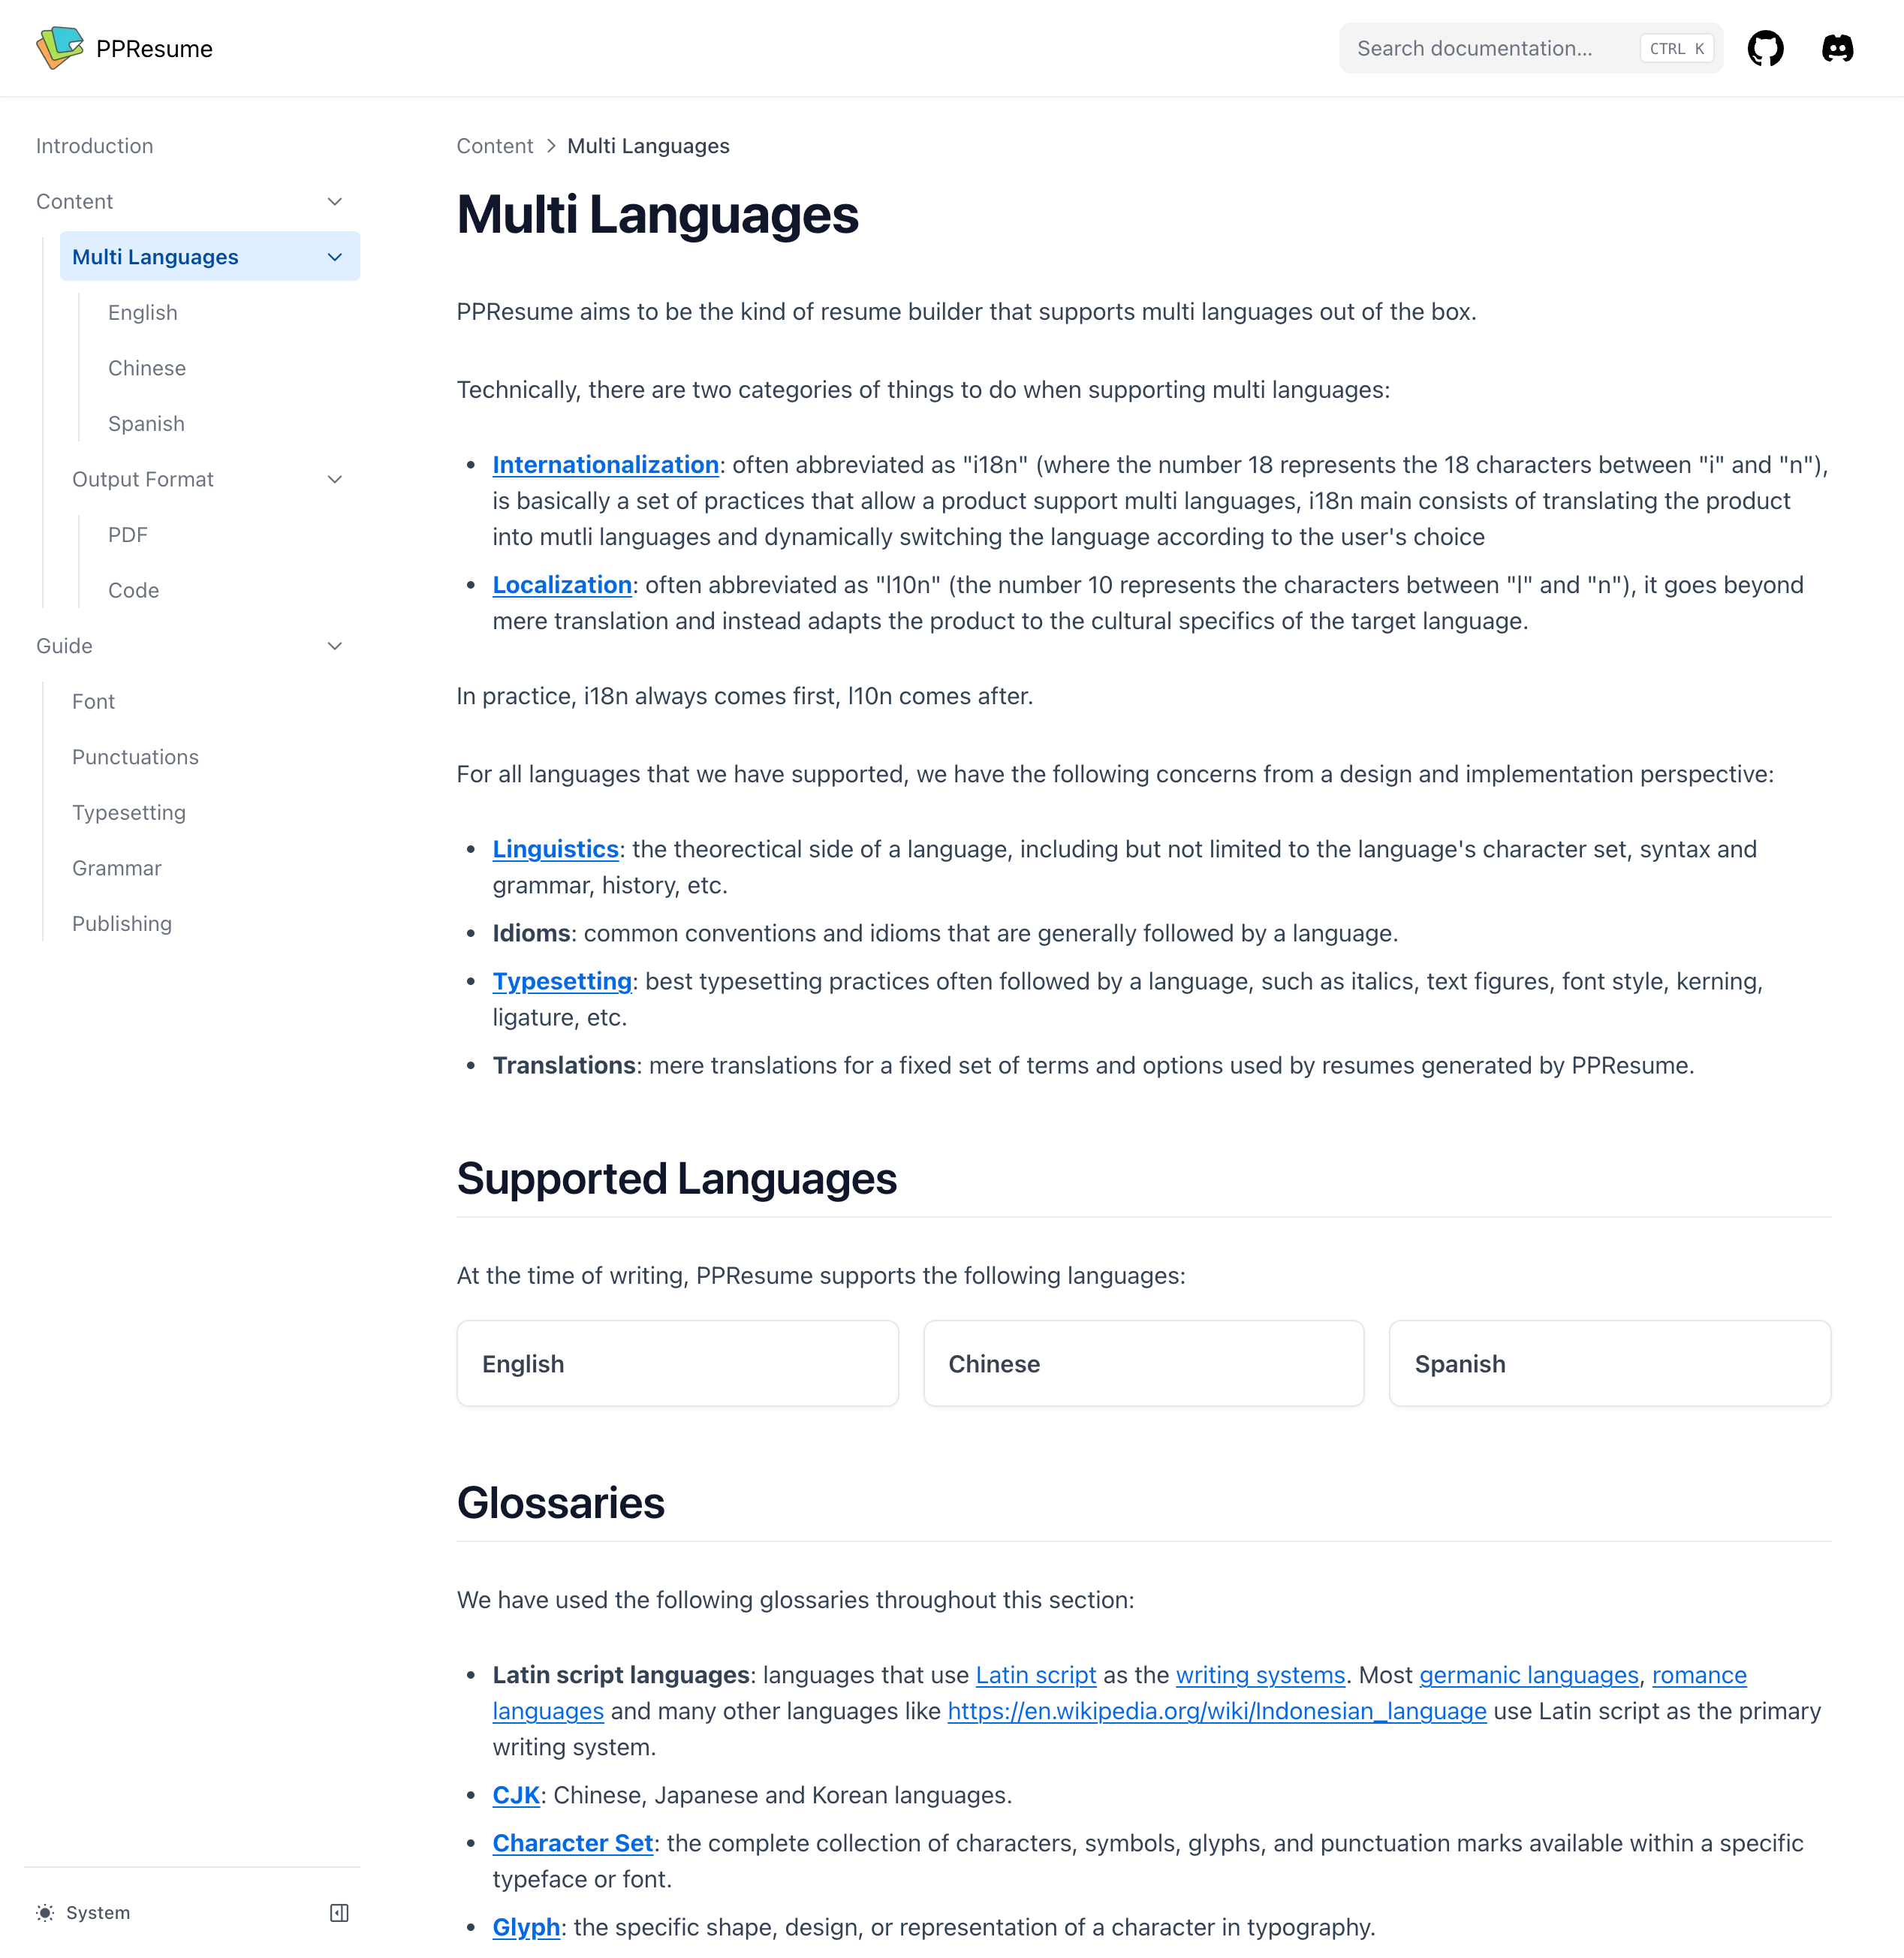 PPResume
Search documentation...
CTRL K
Introduction
Content
Multi Languages
English
Chinese
Spanish
Output Format
PDF
Code
Guide
Font
Punctuations
Typesetting
Grammar
Publishing
System
Content > Multi Languages
Multi Languages
PPResume aims to be the kind of resume builder that supports multi languages out of the box.
Technically, there are two categories of things to do when supporting multi languages:
• Internationalization: often abbreviated as "i18n" (where the number 18 represents the 18 characters between "i" and "n"),
is basically a set of practices that allow a product support multi languages, i18n main consists of translating the product
into mutli languages and dynamically switching the language according to the user's choice
• Localization: often abbreviated as "l10n" (the number 10 represents the characters between "l" and "n"), it goes beyond
mere translation and instead adapts the product to the cultural specifics of the target language.
In practice, i18n always comes first, l10n comes after.
For all languages that we have supported, we have the following concerns from a design and implementation perspective:
• Linguistics: the theorectical side of a language, including but not limited to the language's character set, syntax and
grammar, history, etc.
• Idioms: common conventions and idioms that are generally followed by a language.
• Typesetting: best typesetting practices often followed by a language, such as italics, text figures, font style, kerning,
ligature, etc.
• Translations: mere translations for a fixed set of terms and options used by resumes generated by PPResume.
Supported Languages
At the time of writing, PPResume supports the following languages:
English
Chinese
Spanish
Glossaries
We have used the following glossaries throughout this section:
• Latin script languages: languages that use Latin script as the writing systems. Most germanic languages, romance
languages and many other languages like https://en.wikipedia.org/wiki/Indonesian_language use Latin script as the primary
writing system.
• CJK: Chinese, Japanese and Korean languages.
• Character Set: the complete collection of characters, symbols, glyphs, and punctuation marks available within a specific
typeface or font.
• Glyph: the specific shape, design, or representation of a character in typography.